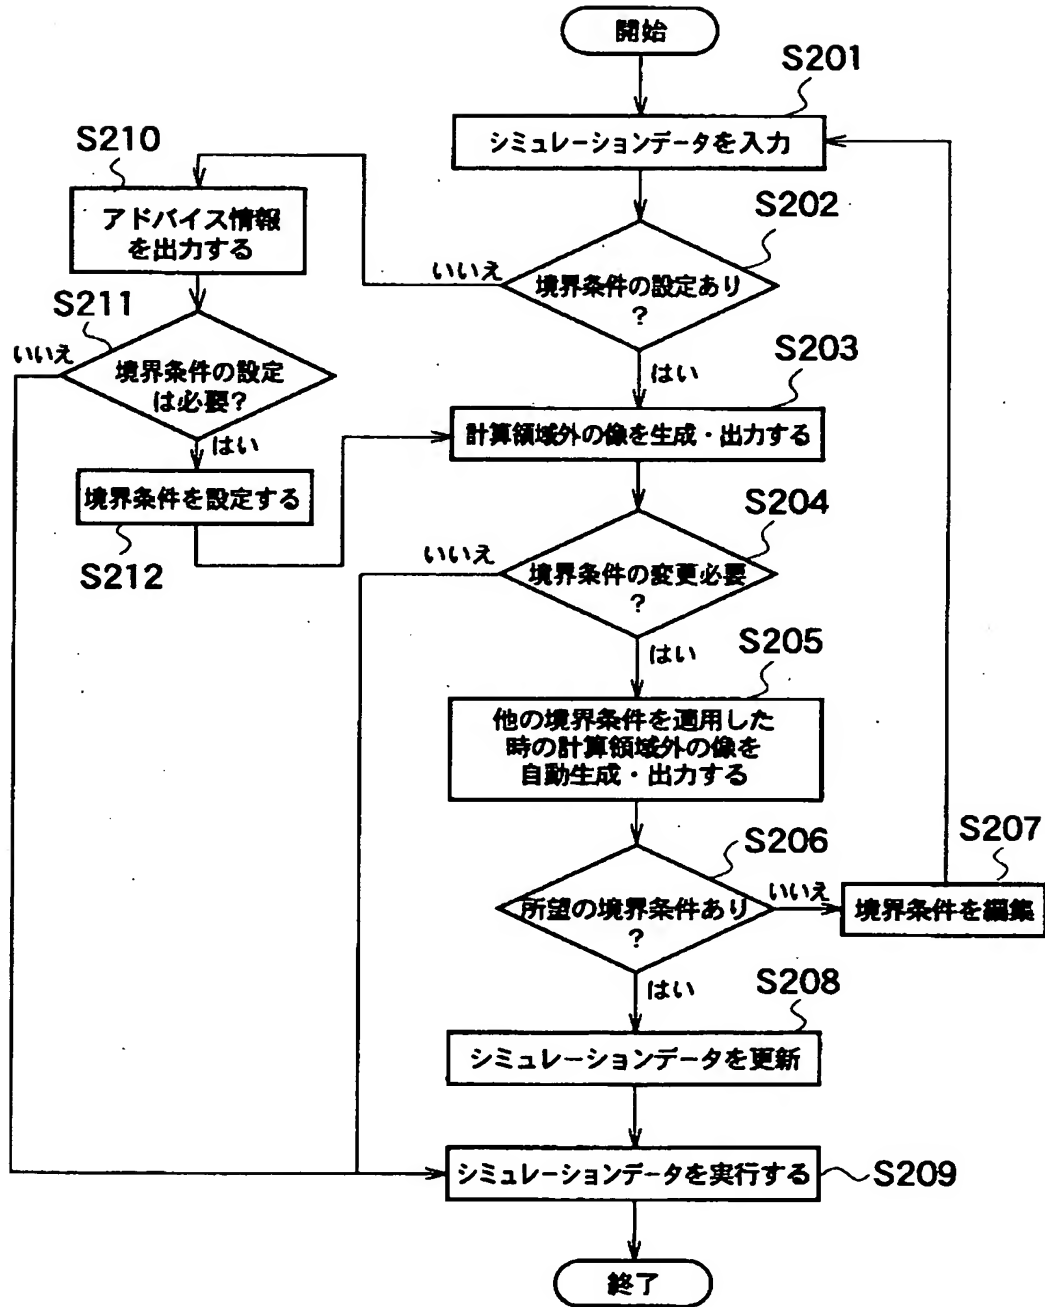 開始
S201
シミュレーションデータを入力
S202
境界条件の設定あり
?
いいえ
はい
S210
アドバイス情報
を出力する
S211
境界条件の設定
は必要?
いいえ
はい
境界条件を設定する
S212
S203
計算領域外の像を生成・出力する
S204
境界条件の変更必要
?
いいえ
はい
S205
他の境界条件を適用した
時の計算領域外の像を
自動生成・出力する
S206
所望の境界条件あり
?
いいえ
はい
S207
境界条件を編集
S208
シミュレーションデータを更新
シミュレーションデータを実行する
S209
終了